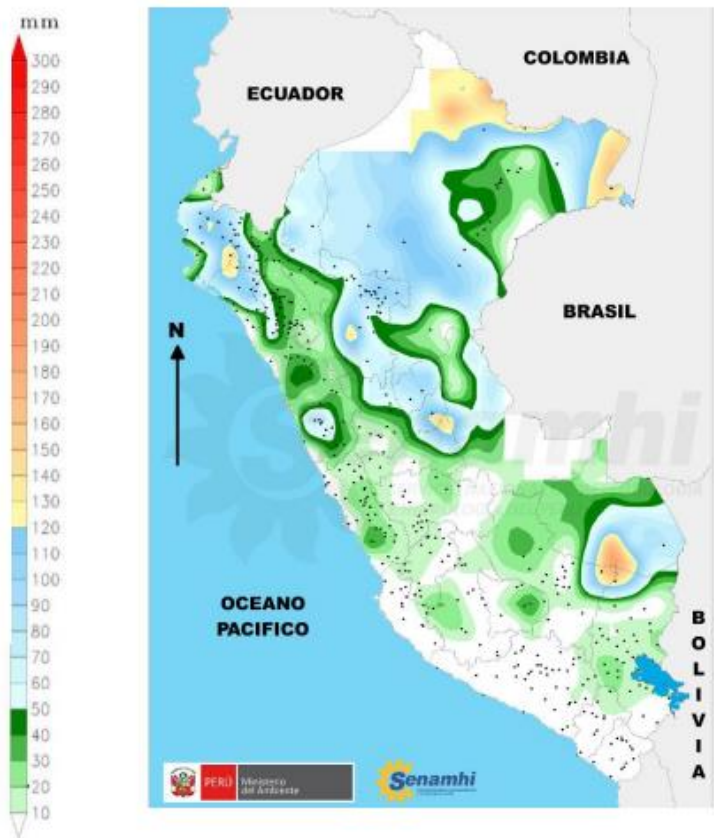 mm
300
290
280
270
260
250
240
230
220
210
200
190
180
170
160
150
140
130
120
110
100
90
80
70
60
50
40
30
20
10
COLOMBIA
ECUADOR
BRASIL
N
Senamhi
OCEANO
PACIFICO
BOLIVIA
PERÚ
Ministerio
del Ambiente
Senamhi